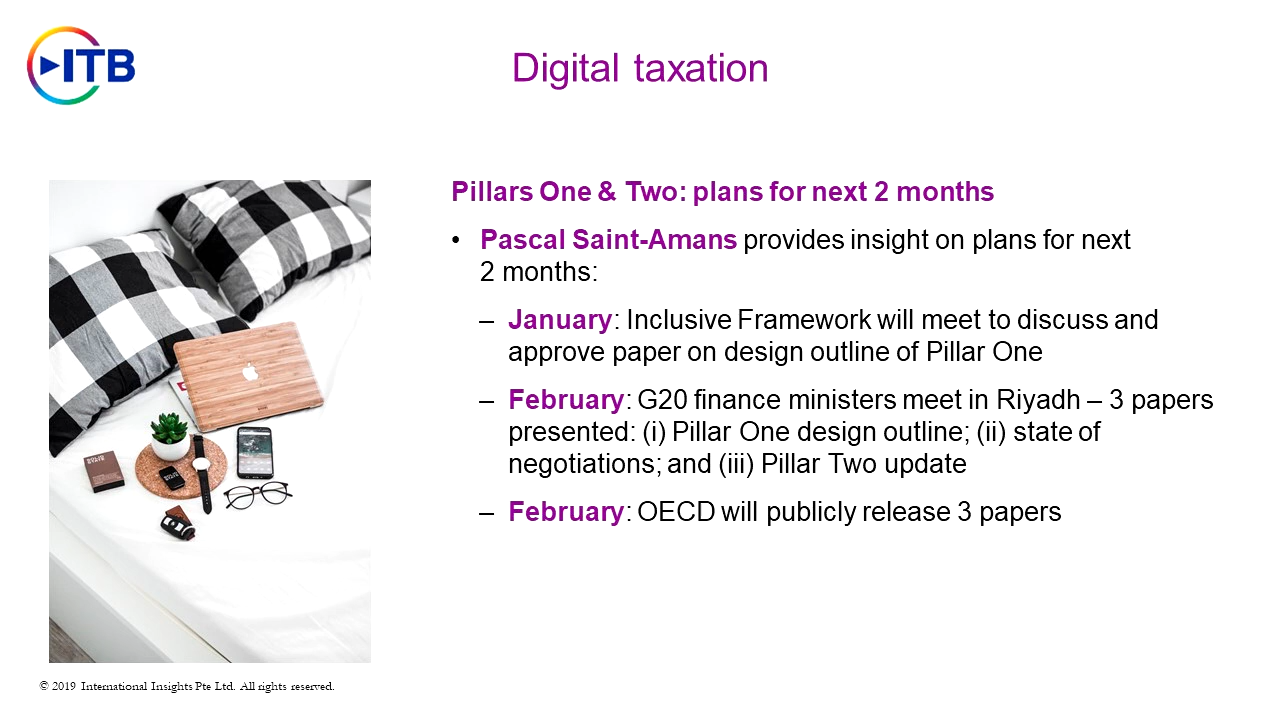 ITB
Digital taxation
Pillars One & Two: plans for next 2 months
• Pascal Saint-Amans provides insight on plans for next
2 months:
– January: Inclusive Framework will meet to discuss and
approve paper on design outline of Pillar One
– February: G20 finance ministers meet in Riyadh – 3 papers
presented: (i) Pillar One design outline; (ii) state of
negotiations; and (iii) Pillar Two update
– February: OECD will publicly release 3 papers
© 2019 International Insights Pte Ltd. All rights reserved.